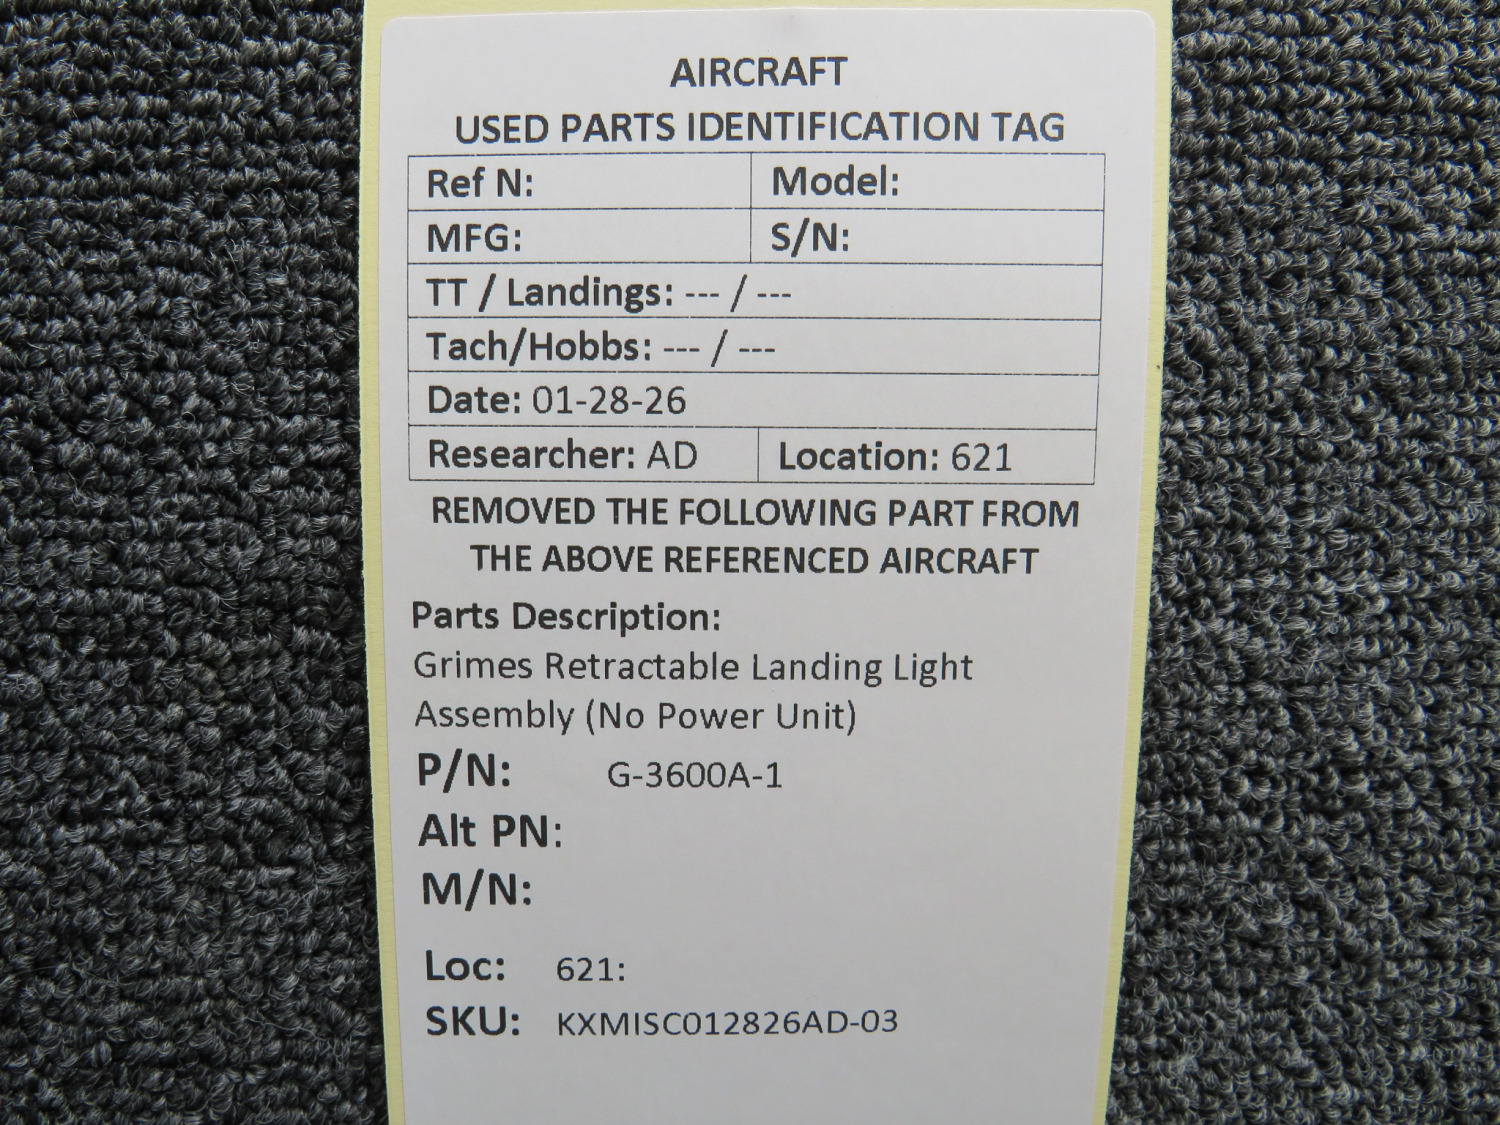 AIRCRAFT
USED PARTS IDENTIFICATION TAG
Ref N: Model:
MFG: S/N:
TT / Landings: --- / ---
Tach/Hobbs: --- / ---
Date: 01-28-26
Researcher: AD Location: 621
REMOVED THE FOLLOWING PART FROM
THE ABOVE REFERENCED AIRCRAFT
Parts Description:
Grimes Retractable Landing Light
Assembly (No Power Unit)
P/N: G-3600A-1
Alt PN:
M/N:
Loc: 621:
SKU: KXMISC012826AD-03